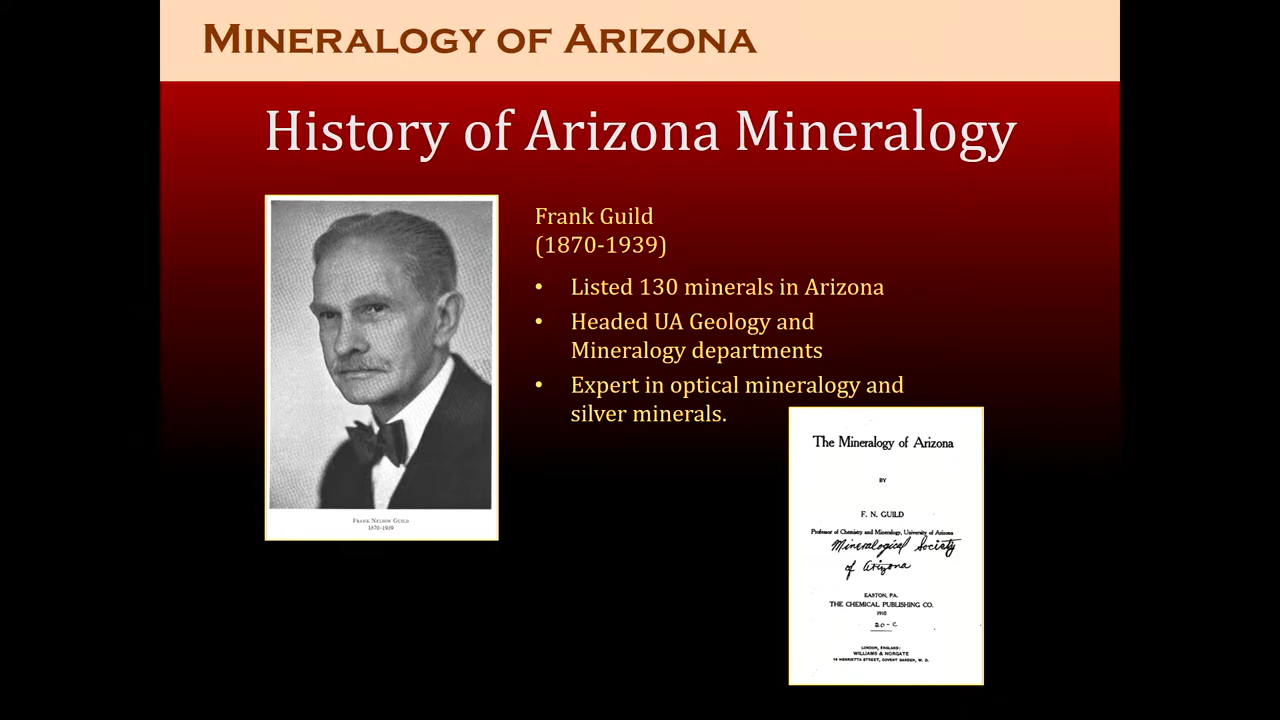 MINERALOGY OF ARIZONA
History of Arizona Mineralogy
Frank Guild
(1870-1939)
• Listed 130 minerals in Arizona
• Headed UA Geology and
Mineralogy departments
• Expert in optical mineralogy and
silver minerals.
FRANK NELSON GUILD
1870-1939
The Mineralogy of Arizona
BY
F. N. GUILD
Professor of Chemistry and Mineralogy, University of Arizona
Mineralogical Society
of Arizona
EASTON, PA.
THE CHEMICAL PUBLISHING CO.
1910
20-C
LONDON, ENGLAND:
WILLIAMS & NORGATE
14 HENRIETTA STREET, COVENT GARDEN, W. C.